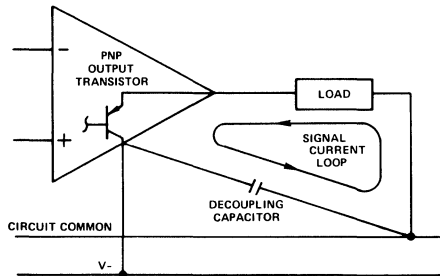 −
PNP
OUTPUT
TRANSISTOR
LOAD
+
SIGNAL
CURRENT
LOOP
DECOUPLING
CAPACITOR
CIRCUIT COMMON
V-